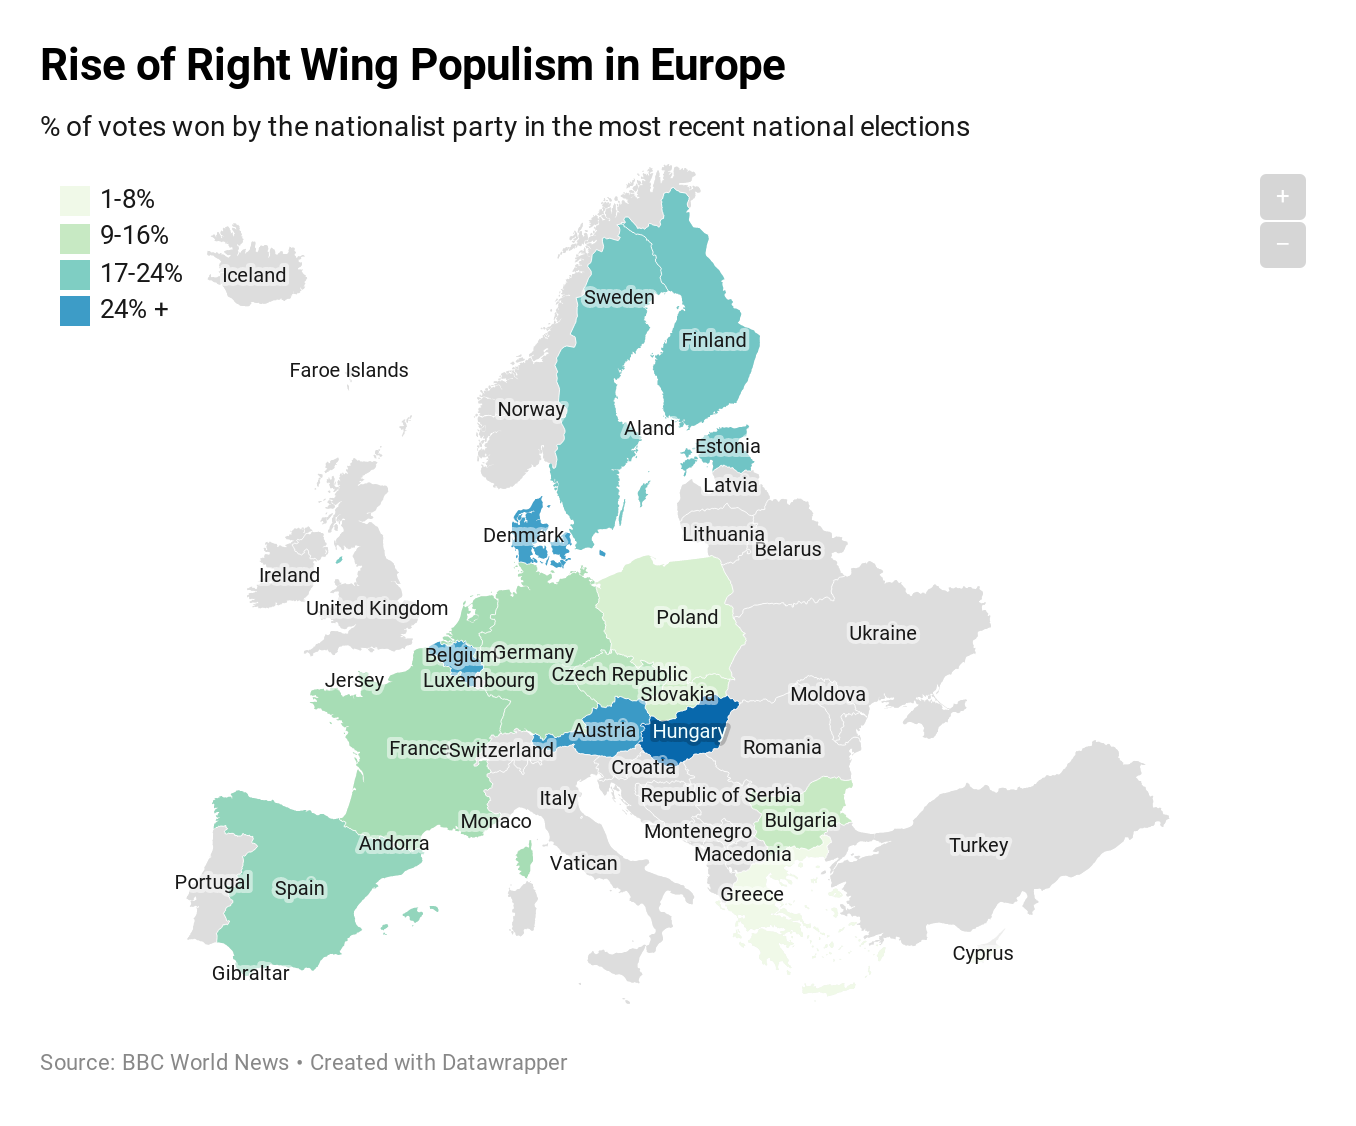 Rise of Right Wing Populism in Europe
% of votes won by the nationalist party in the most recent national elections
1-8%
9-16%
17-24%
24% +
+
−
Iceland
Sweden
Finland
Faoe Islands
Norway
Aland
Estonia
Latvia
Denmark
Lithuania
Belarus
Ireland
United Kingdom
Poland
Ukraine
Belgium
Germany
Czech Republic
Jersey
Luxembourg
Slovakia
Moldova
Austria
Hungary
France
Switzerland
Romania
Croatia
Italy
Republic of Serbia
Monaco
Bulgaria
Montenegro
Andorra
Turkey
Macedonia
Vatican
Portugal
Spain
Greece
Cyprus
Gibraltar
Source: BBC World News • Created with Datawrapper